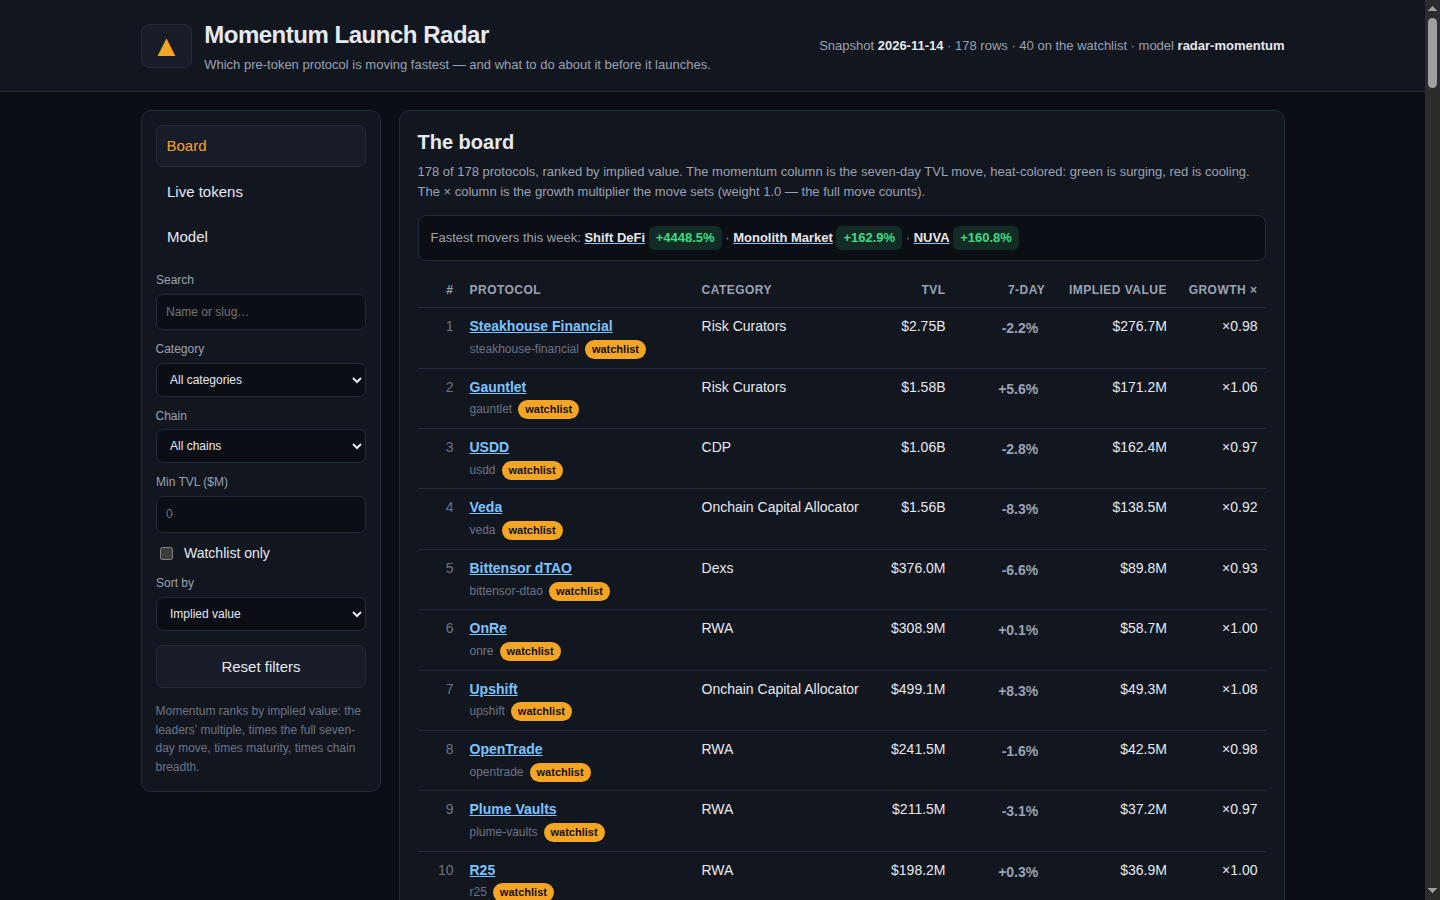 Momentum Launch Radar
Which pre-token protocol is moving fastest — and what to do about it before it launches.
Snapshot 2026-11-14 · 178 rows · 40 on the watchlist · model radar-momentum
Board
Live tokens
Model
Search
Name or slug…
Category
All categories
Chain
All chains
Min TVL ($M)
0
Watchlist only
Sort by
Implied value
Reset filters
Momentum ranks by implied value: the
leaders’ multiple, times the full seven-
day move, times maturity, times chain
breadth.
The board
178 of 178 protocols, ranked by implied value. The momentum column is the seven-day TVL move, heat-colored: green is surging, red is cooling.
The × column is the growth multiplier the move sets (weight 1.0 — the full move counts).
Fastest movers this week: Shift DeFi +4448.5% · Monolith Market +162.9% · NUVA +160.8%
# PROTOCOL CATEGORY TVL 7-DAY IMPLIED VALUE GROWTH ×
1 Steakhouse Financial Risk Curators $2.75B -2.2% $276.7M ×0.98
steakhouse-financial watchlist
2 Gauntlet Risk Curators $1.58B +5.6% $171.2M ×1.06
gauntlet watchlist
3 USDD CDP $1.06B -2.8% $162.4M ×0.97
usdd watchlist
4 Veda Onchain Capital Allocator $1.56B -8.3% $138.5M ×0.92
veda watchlist
5 Bittensor dTAO Dexs $376.0M -6.6% $89.8M ×0.93
bittensor-dtao watchlist
6 OnRe RWA $308.9M +0.1% $58.7M ×1.00
onre watchlist
7 Upshift Onchain Capital Allocator $499.1M +8.3% $49.3M ×1.08
upshift watchlist
8 OpenTrade RWA $241.5M -1.6% $42.5M ×0.98
opentrade watchlist
9 Plume Vaults RWA $211.5M -3.1% $37.2M ×0.97
plume-vaults watchlist
10 R25 RWA $198.2M +0.3% $36.9M ×1.00
r25 watchlist